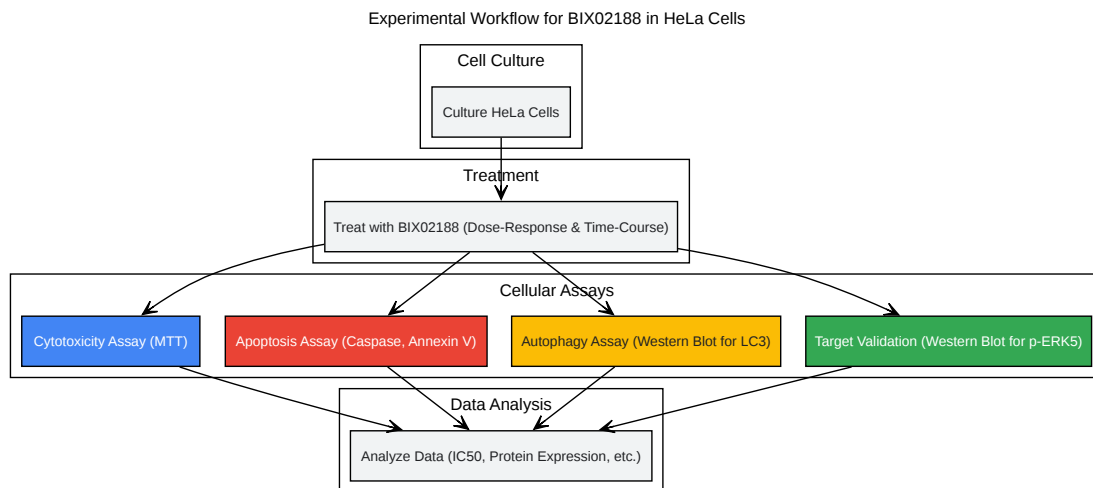 Experimental Workflow for BIX02188 in HeLa Cells
Cell Culture
Culture HeLa Cells
Treatment
Treat with BIX02188 (Dose-Response & Time-Course)
Cellular Assays
Cytotoxicity Assay (MTT)
Apoptosis Assay (Caspase, Annexin V)
Autophagy Assay (Western Blot for LC3)
Target Validation (Western Blot for p-ERK5)
Data Analysis
Analyze Data (IC50, Protein Expression, etc.)